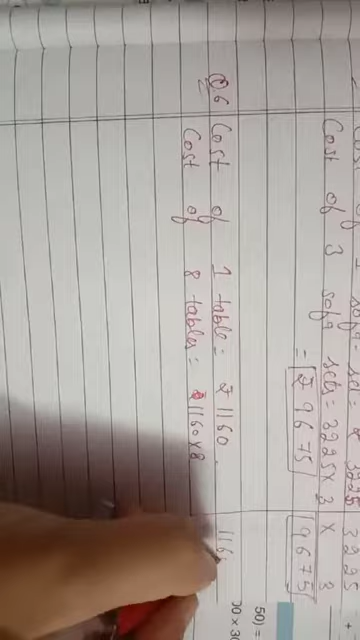 Cost of 3 sofa sets = 3225 x 3
= ₹ 9675
3225
x 3
9675
Q.6 Cost of 1 table = ₹ 1160
Cost of 8 tables = ₹ 1160 x 8
116